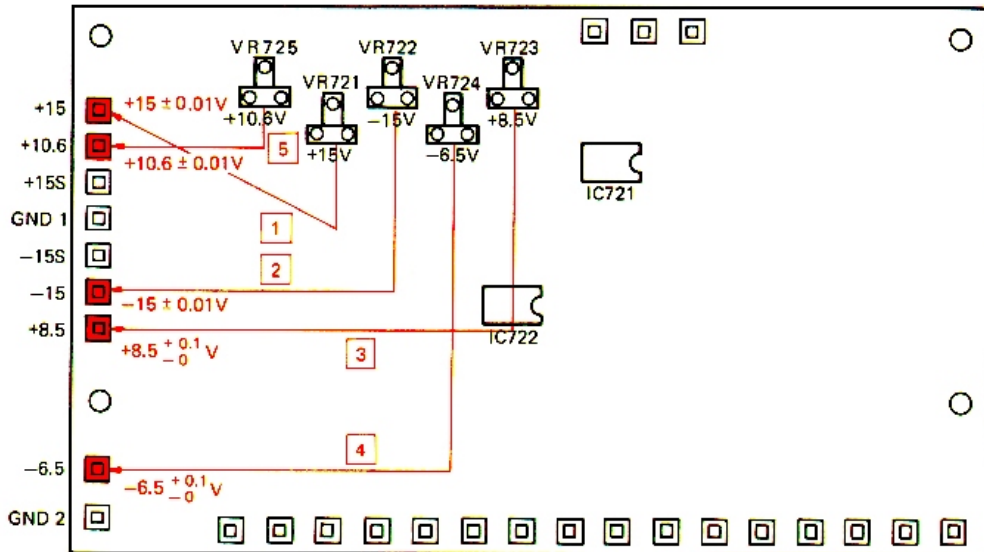 VR725
VR722
VR723
VR721
VR724
+15
+15 ± 0.01V
+10.6V
−15V
+8.5V
+10.6
+10.6 ± 0.01V
5
+15V
−6.5V
+15S
IC721
GND 1
1
−15S
2
−15
−15 ± 0.01V
+8.5
+8.5 +0.1 −0 V
3
IC722
4
−6.5
−6.5 +0.1 −0 V
GND 2